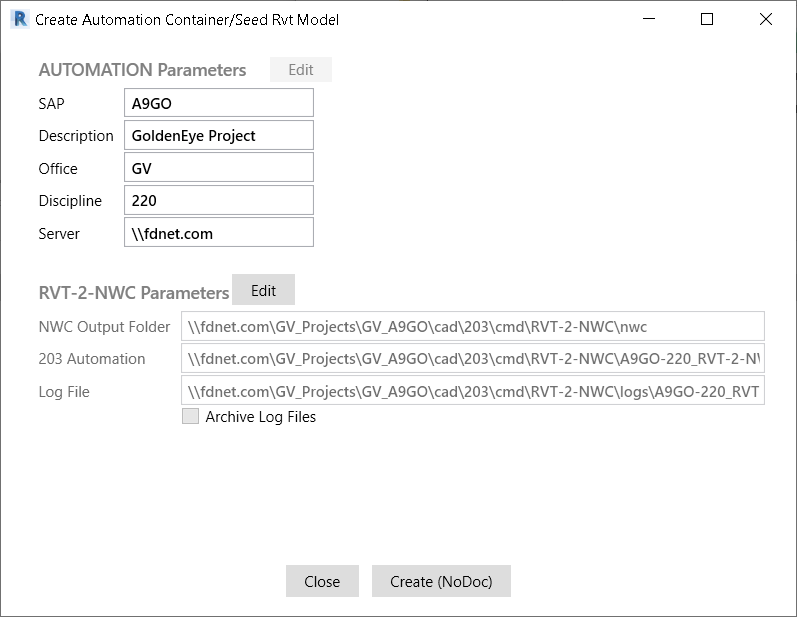 Create Automation Container/Seed Rvt Model
AUTOMATION Parameters Edit
SAP A9GO
Description GoldenEye Project
Office GV
Discipline 220
Server \\fdnet.com
RVT-2-NWC Parameters Edit
NWC Output Folder \\fdnet.com\GV_Projects\GV_A9GO\cad\203\cmd\RVT-2-NWC\nwc
203 Automation \\fdnet.com\GV_Projects\GV_A9GO\cad\203\cmd\RVT-2-NWC\A9GO-220_RVT-2-NV
Log File \\fdnet.com\GV_Projects\GV_A9GO\cad\203\cmd\RVT-2-NWC\logs\A9GO-220_RVT
Archive Log Files
Close Create (NoDoc)